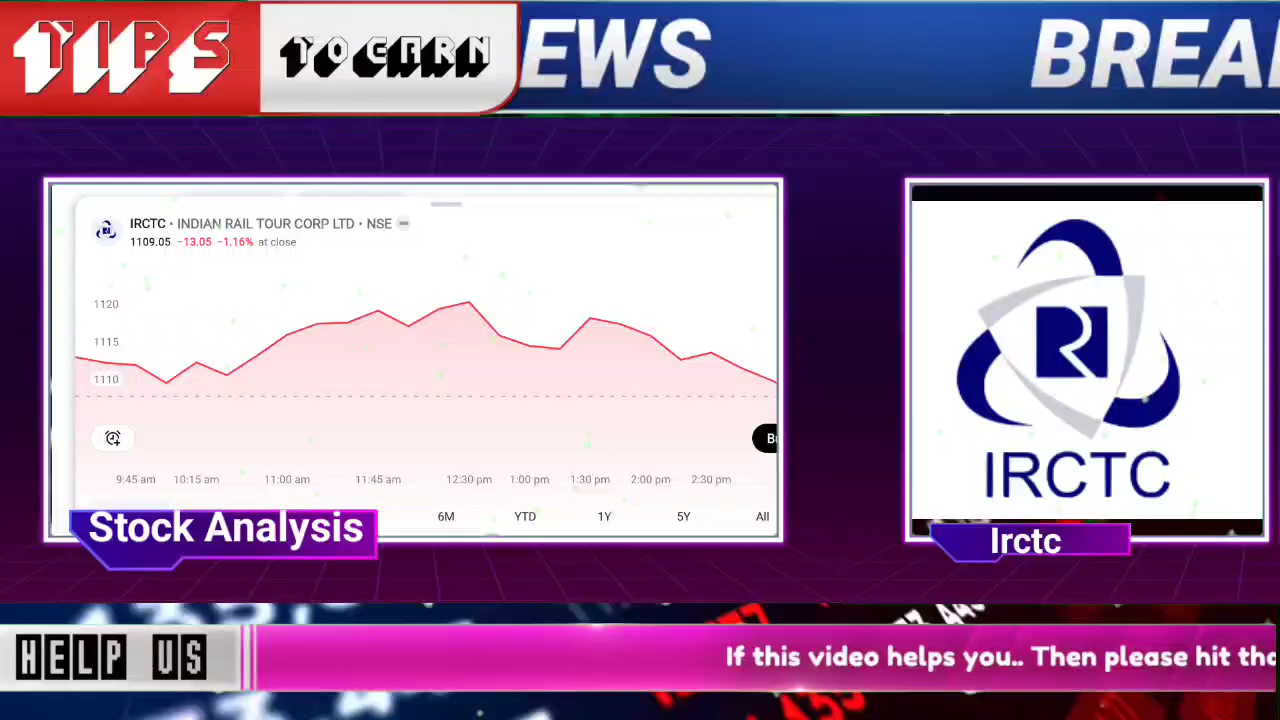 TIPS
TO EARN
EWS
BREA
IRCTC • INDIAN RAIL TOUR CORP LTD • NSE
1109.05 −13.05 −1.16% at close
1120
1115
1110
Bu
9:45 am 10:15 am 11:00 am 11:45 am 12:30 pm 1:00 pm 1:30 pm 2:00 pm 2:30 pm
6M YTD 1Y 5Y All
Stock Analysis
R
IRCTC
Irctc
HELP US
If this video helps you.. Then please hit tha